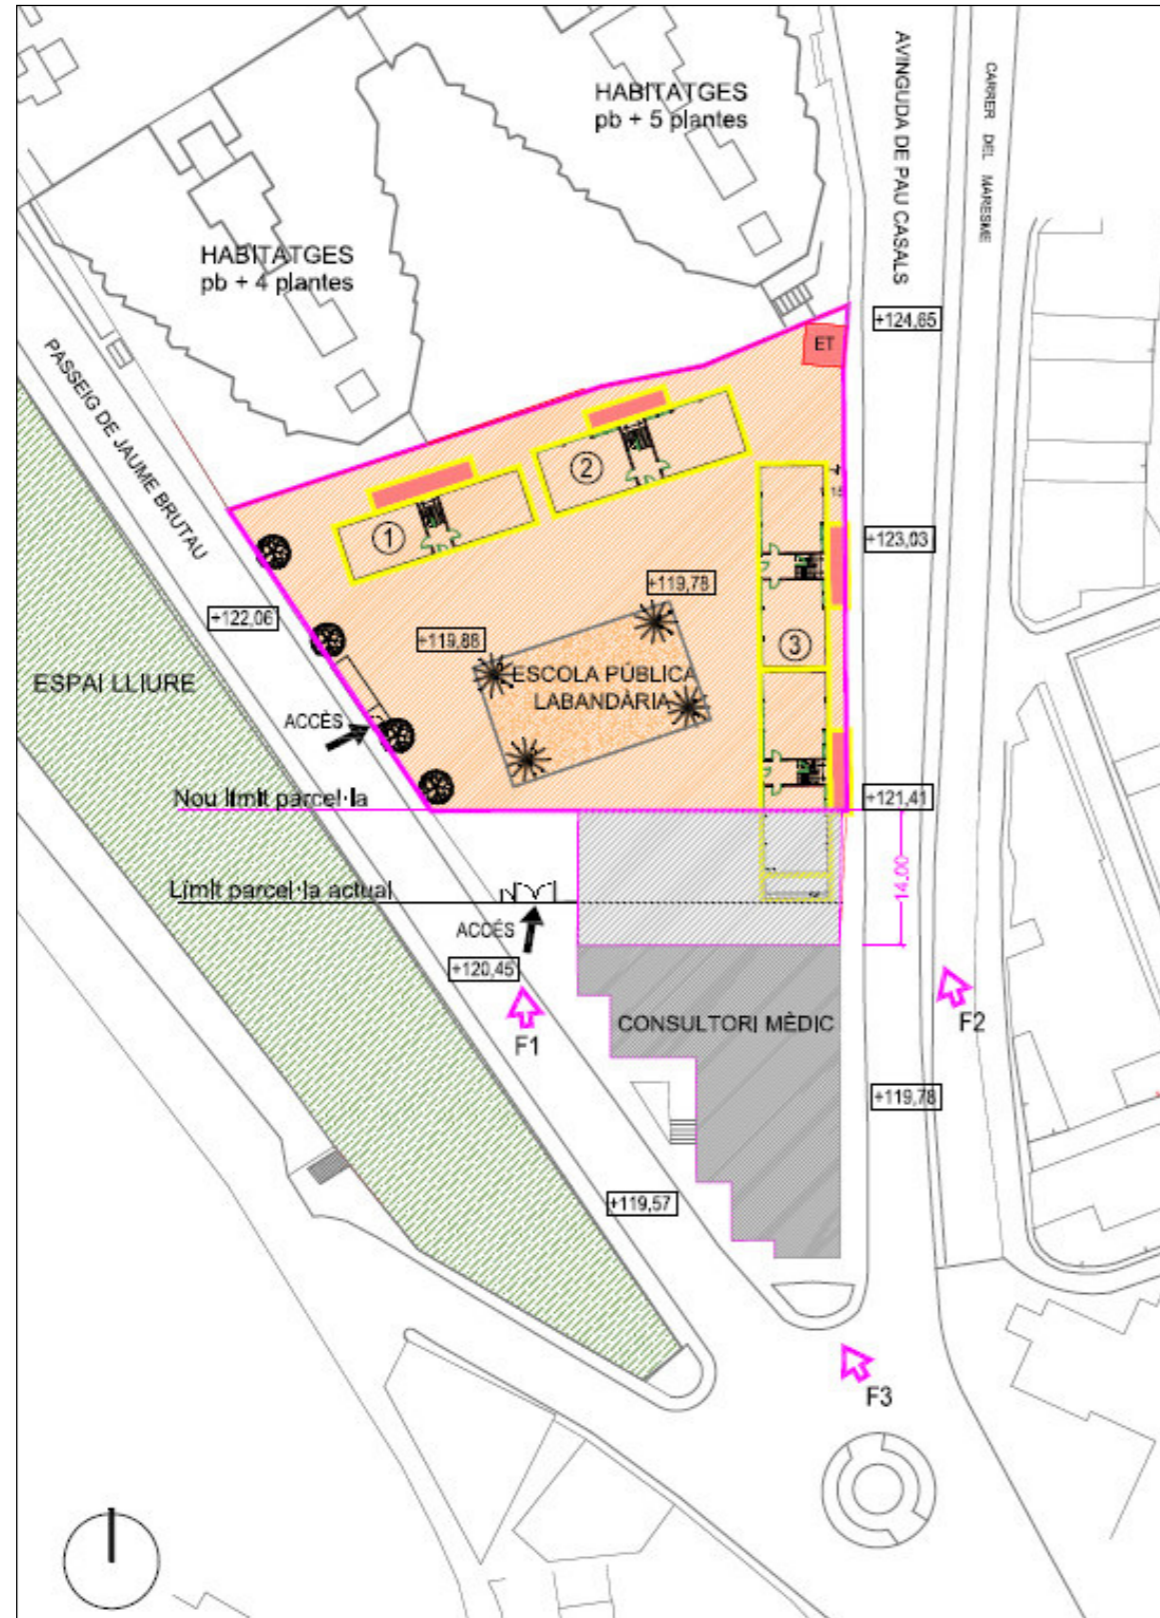 HABITATGES
pb + 5 plantes
AVINGUDA DE PAU CASALS
CARRER DEL MARESME
HABITATGES
pb + 4 plantes
+124,65
ET
PASSEIG DE JAUME BRUTAU
2
1
+123,03
+119,78
+122,06
+119,88
3
ESCOLA PÚBLICA
LABANDÀRIA
ESPAI LLIURE
ACCÈS
Nou límit parcel·la
+121,41
14,00
Límit parcel·la actual
ACCÉS
+120,45
CONSULTORI MÈDIC
F1
F2
+119,78
+119,57
F3